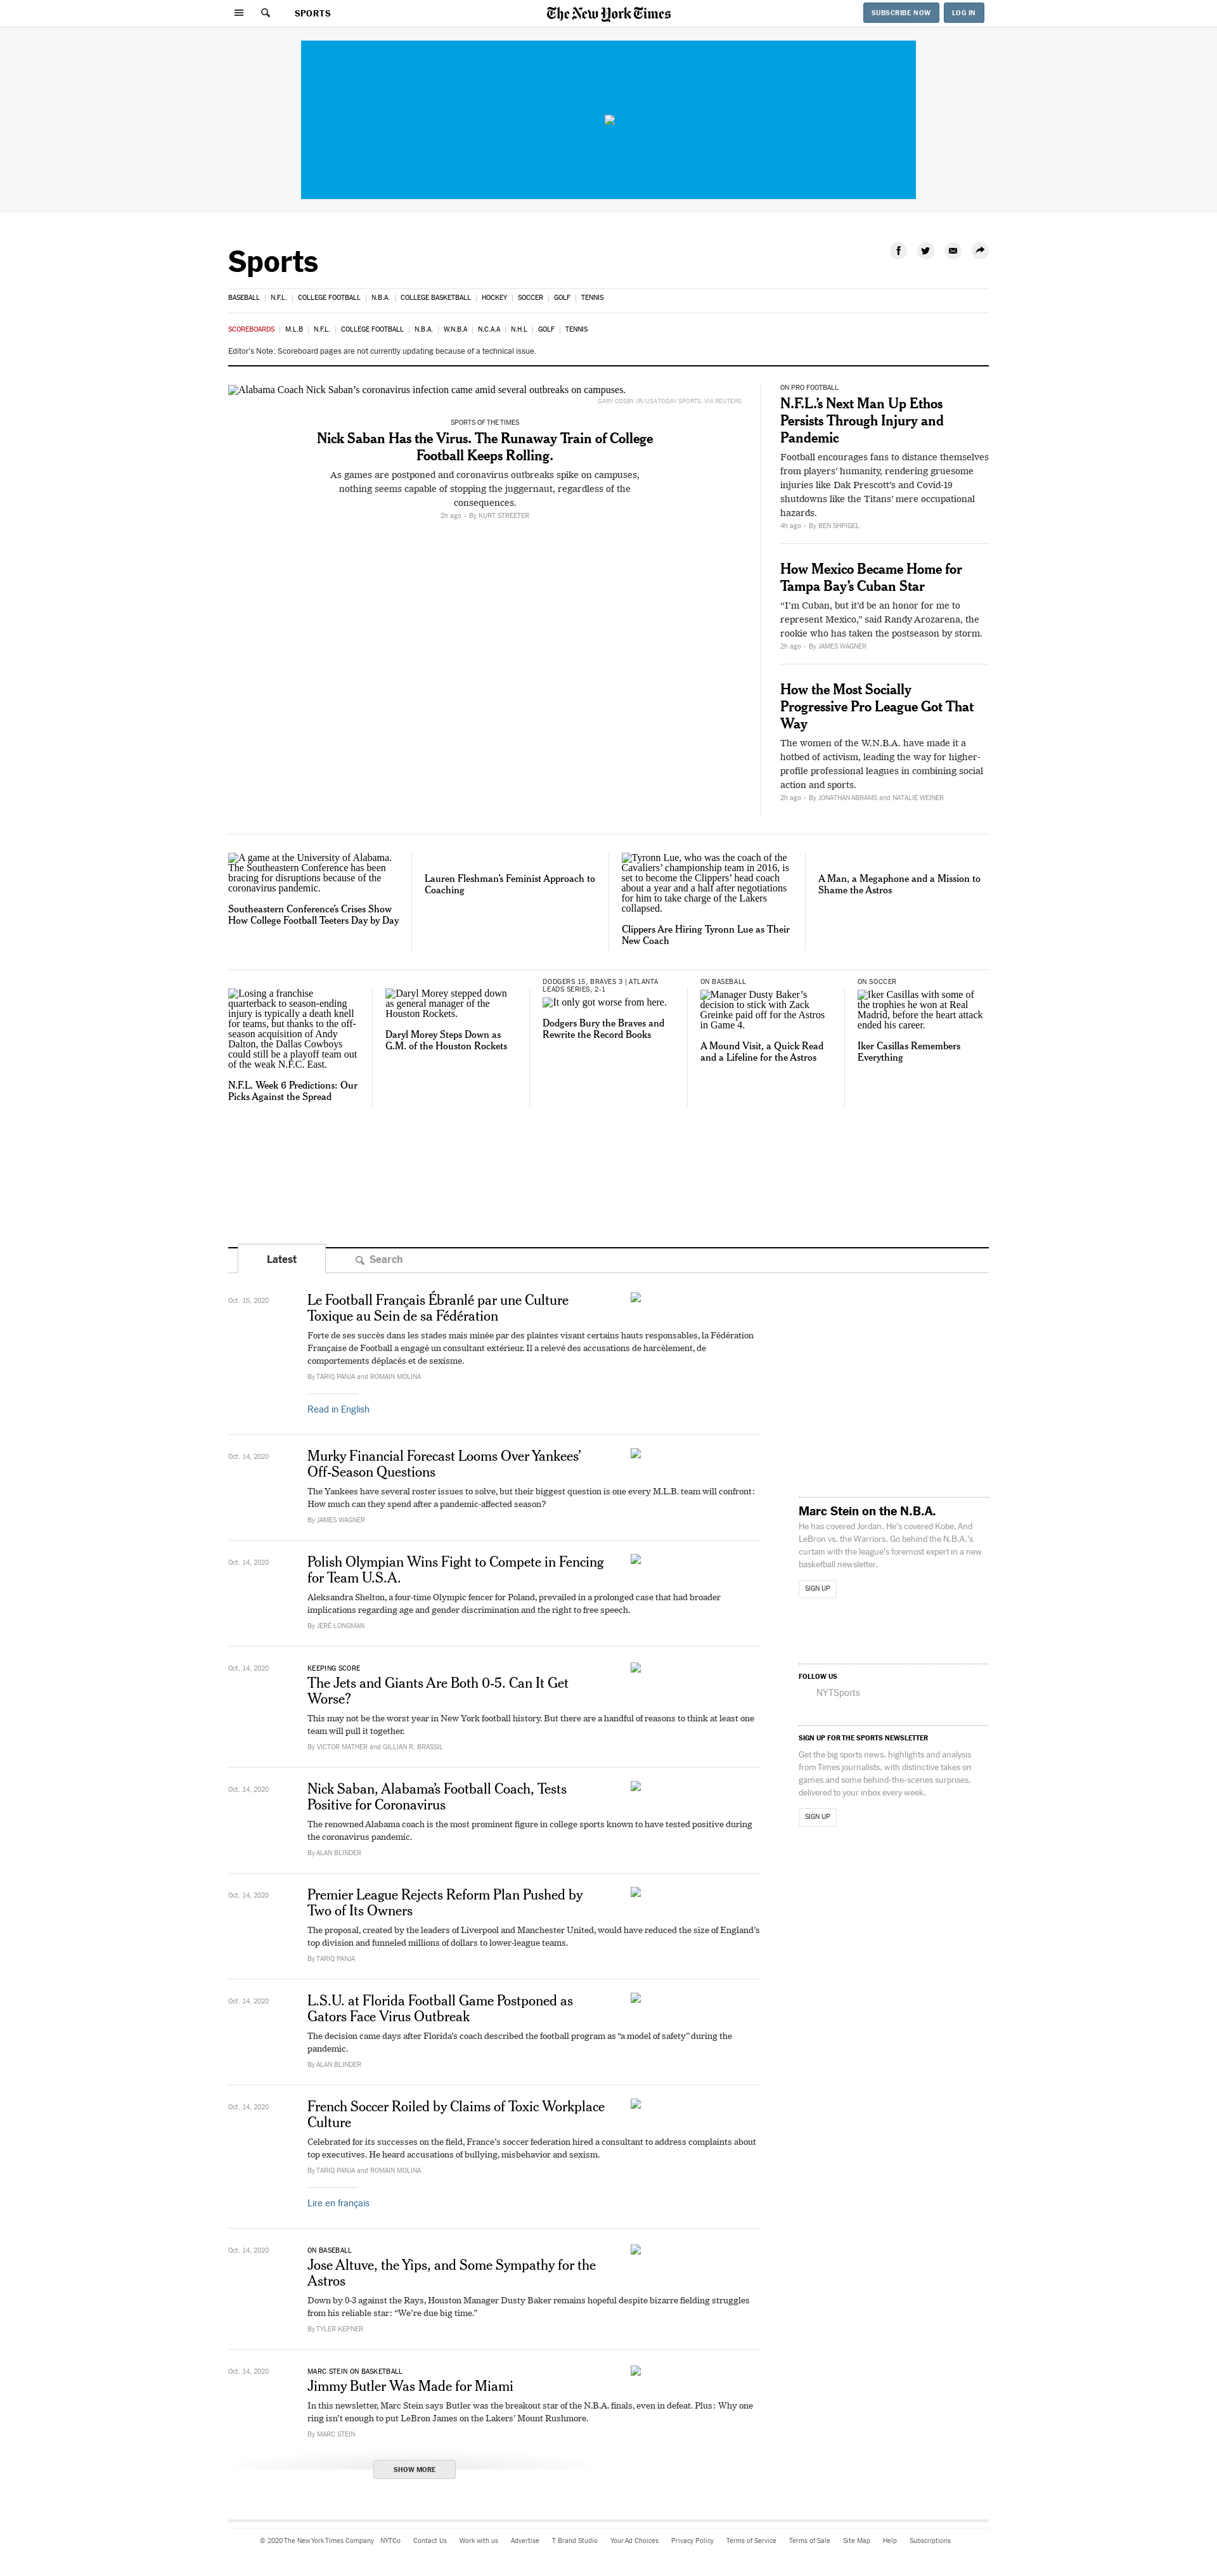 SPORTS
The New York Times
SUBSCRIBE NOW
LOG IN
Sports
BASEBALL | N.F.L. | COLLEGE FOOTBALL | N.B.A. | COLLEGE BASKETBALL | HOCKEY | SOCCER | GOLF | TENNIS
SCOREBOARDS | M.L.B | N.F.L. | COLLEGE FOOTBALL | N.B.A. | W.N.B.A | N.C.A.A | N.H.L | GOLF | TENNIS
Editor's Note: Scoreboard pages are not currently updating because of a technical issue.
Alabama Coach Nick Saban’s coronavirus infection came amid several outbreaks on campuses.
GARY COSBY JR/USA TODAY SPORTS, VIA REUTERS
SPORTS OF THE TIMES
Nick Saban Has the Virus. The Runaway Train of College
Football Keeps Rolling.
As games are postponed and coronavirus outbreaks spike on campuses,
nothing seems capable of stopping the juggernaut, regardless of the
consequences.
2h ago • By KURT STREETER
ON PRO FOOTBALL
N.F.L.’s Next Man Up Ethos
Persists Through Injury and
Pandemic
Football encourages fans to distance themselves
from players’ humanity, rendering gruesome
injuries like Dak Prescott’s and Covid-19
shutdowns like the Titans’ mere occupational
hazards.
4h ago • By BEN SHPIGEL
How Mexico Became Home for
Tampa Bay’s Cuban Star
“I’m Cuban, but it’d be an honor for me to
represent Mexico,” said Randy Arozarena, the
rookie who has taken the postseason by storm.
2h ago • By JAMES WAGNER
How the Most Socially
Progressive Pro League Got That
Way
The women of the W.N.B.A. have made it a
hotbed of activism, leading the way for higher-
profile professional leagues in combining social
action and sports.
2h ago • By JONATHAN ABRAMS and NATALIE WEINER
A game at the University of Alabama.
The Southeastern Conference has been
bracing for disruptions because of the
coronavirus pandemic.
Southeastern Conference’s Crises Show
How College Football Teeters Day by Day
Lauren Fleshman’s Feminist Approach to
Coaching
Tyronn Lue, who was the coach of the
Cavaliers’ championship team in 2016, is
set to become the Clippers’ head coach
about a year and a half after negotiations
for him to take charge of the Lakers
collapsed.
Clippers Are Hiring Tyronn Lue as Their
New Coach
A Man, a Megaphone and a Mission to
Shame the Astros
Losing a franchise
quarterback to season-ending
injury is typically a death knell
for teams, but thanks to the off-
season acquisition of Andy
Dalton, the Dallas Cowboys
could still be a playoff team out
of the weak N.F.C. East.
N.F.L. Week 6 Predictions: Our
Picks Against the Spread
Daryl Morey stepped down
as general manager of the
Houston Rockets.
Daryl Morey Steps Down as
G.M. of the Houston Rockets
DODGERS 15, BRAVES 3 | ATLANTA
LEADS SERIES, 2-1
It only got worse from here.
Dodgers Bury the Braves and
Rewrite the Record Books
ON BASEBALL
Manager Dusty Baker’s
decision to stick with Zack
Greinke paid off for the Astros
in Game 4.
A Mound Visit, a Quick Read
and a Lifeline for the Astros
ON SOCCER
Iker Casillas with some of
the trophies he won at Real
Madrid, before the heart attack
ended his career.
Iker Casillas Remembers
Everything
Latest
Search
Oct. 15, 2020
Le Football Français Ébranlé par une Culture
Toxique au Sein de sa Fédération
Forte de ses succès dans les stades mais minée par des plaintes visant certains hauts responsables, la Fédération
Française de Football a engagé un consultant extérieur. Il a relevé des accusations de harcèlement, de
comportements déplacés et de sexisme.
By TARIQ PANJA and ROMAIN MOLINA
Read in English
Oct. 14, 2020
Murky Financial Forecast Looms Over Yankees’
Off-Season Questions
The Yankees have several roster issues to solve, but their biggest question is one every M.L.B. team will confront:
How much can they spend after a pandemic-affected season?
By JAMES WAGNER
Oct. 14, 2020
Polish Olympian Wins Fight to Compete in Fencing
for Team U.S.A.
Aleksandra Shelton, a four-time Olympic fencer for Poland, prevailed in a prolonged case that had broader
implications regarding age and gender discrimination and the right to free speech.
By JERÉ LONGMAN
Oct. 14, 2020
KEEPING SCORE
The Jets and Giants Are Both 0-5. Can It Get
Worse?
This may not be the worst year in New York football history. But there are a handful of reasons to think at least one
team will pull it together.
By VICTOR MATHER and GILLIAN R. BRASSIL
Oct. 14, 2020
Nick Saban, Alabama’s Football Coach, Tests
Positive for Coronavirus
The renowned Alabama coach is the most prominent figure in college sports known to have tested positive during
the coronavirus pandemic.
By ALAN BLINDER
Oct. 14, 2020
Premier League Rejects Reform Plan Pushed by
Two of Its Owners
The proposal, created by the leaders of Liverpool and Manchester United, would have reduced the size of England’s
top division and funneled millions of dollars to lower-league teams.
By TARIQ PANJA
Oct. 14, 2020
L.S.U. at Florida Football Game Postponed as
Gators Face Virus Outbreak
The decision came days after Florida’s coach described the football program as “a model of safety” during the
pandemic.
By ALAN BLINDER
Oct. 14, 2020
French Soccer Roiled by Claims of Toxic Workplace
Culture
Celebrated for its successes on the field, France’s soccer federation hired a consultant to address complaints about
top executives. He heard accusations of bullying, misbehavior and sexism.
By TARIQ PANJA and ROMAIN MOLINA
Lire en français
Oct. 14, 2020
ON BASEBALL
Jose Altuve, the Yips, and Some Sympathy for the
Astros
Down by 0-3 against the Rays, Houston Manager Dusty Baker remains hopeful despite bizarre fielding struggles
from his reliable star: “We’re due big time.”
By TYLER KEPNER
Oct. 14, 2020
MARC STEIN ON BASKETBALL
Jimmy Butler Was Made for Miami
In this newsletter, Marc Stein says Butler was the breakout star of the N.B.A. finals, even in defeat. Plus: Why one
ring isn’t enough to put LeBron James on the Lakers’ Mount Rushmore.
By MARC STEIN
SHOW MORE
Marc Stein on the N.B.A.
He has covered Jordan. He’s covered Kobe. And
LeBron vs. the Warriors. Go behind the N.B.A.’s
curtain with the league’s foremost expert in a new
basketball newsletter.
SIGN UP
FOLLOW US
NYTSports
SIGN UP FOR THE SPORTS NEWSLETTER
Get the big sports news, highlights and analysis
from Times journalists, with distinctive takes on
games and some behind-the-scenes surprises,
delivered to your inbox every week.
SIGN UP
© 2020 The New York Times Company NYTCo Contact Us Work with us Advertise T Brand Studio Your Ad Choices Privacy Policy Terms of Service Terms of Sale Site Map Help Subscriptions